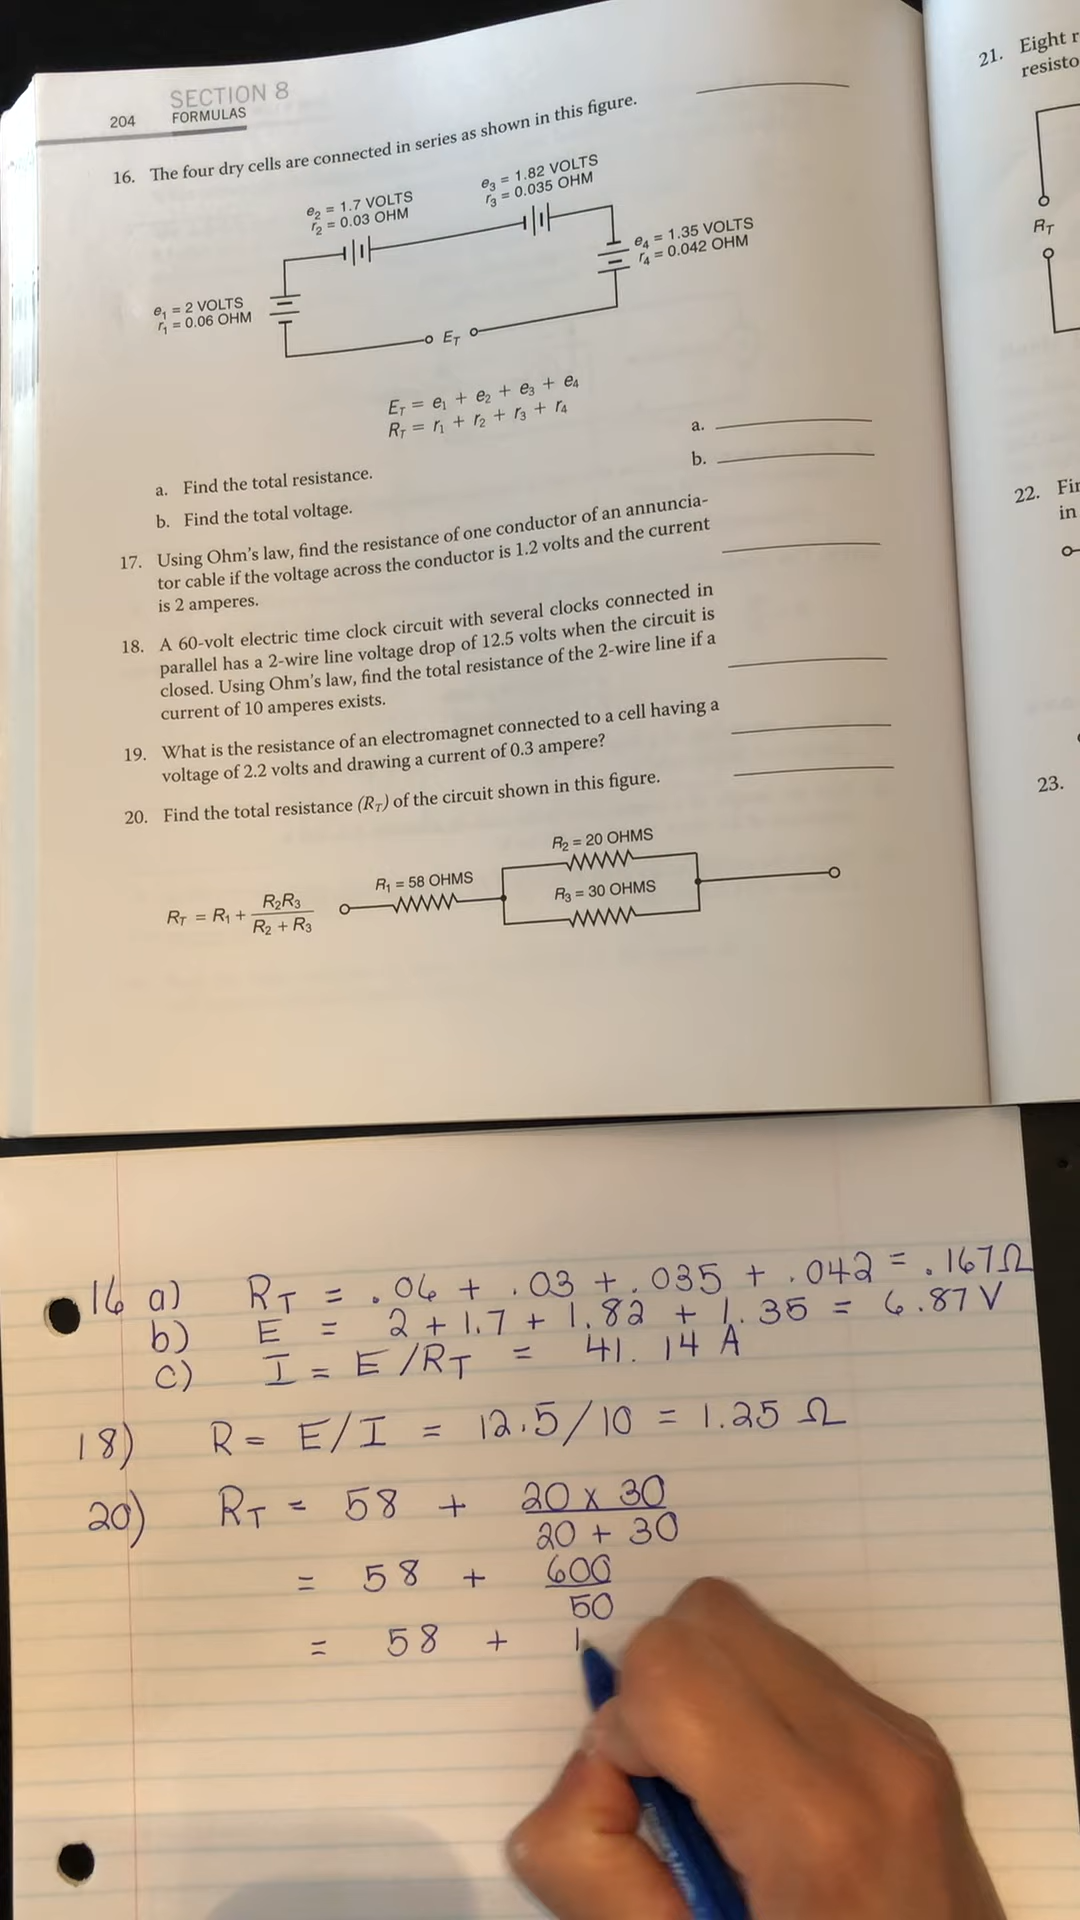 SECTION 8
204 FORMULAS
16. The four dry cells are connected in series as shown in this figure.
e2 = 1.7 VOLTS
r2 = 0.03 OHM
e3 = 1.82 VOLTS
r3 = 0.035 OHM
e4 = 1.35 VOLTS
r4 = 0.042 OHM
e1 = 2 VOLTS
r1 = 0.06 OHM
ET
ET = e1 + e2 + e3 + e4
RT = r1 + r2 + r3 + r4
a. Find the total resistance. a.
b. Find the total voltage. b.
17. Using Ohm's law, find the resistance of one conductor of an annuncia-
tor cable if the voltage across the conductor is 1.2 volts and the current
is 2 amperes.
18. A 60-volt electric time clock circuit with several clocks connected in
parallel has a 2-wire line voltage drop of 12.5 volts when the circuit is
closed. Using Ohm's law, find the total resistance of the 2-wire line if a
current of 10 amperes exists.
19. What is the resistance of an electromagnet connected to a cell having a
voltage of 2.2 volts and drawing a current of 0.3 ampere?
20. Find the total resistance (RT) of the circuit shown in this figure.
RT = R1 + R2R3 / R2 + R3
R1 = 58 OHMS
R2 = 20 OHMS
R3 = 30 OHMS
21. Eight r
resisto
RT
22. Fin
in
23.
16 a) RT = .06 + .03 + .035 + .042 = .167Ω
b) E = 2 + 1.7 + 1.82 + 1.35 = 6.87 V
c) I = E/RT = 41.14 A
18) R = E/I = 12.5/10 = 1.25 Ω
20) RT = 58 + 20 x 30
20 + 30
= 58 + 600
50
= 58 + 1